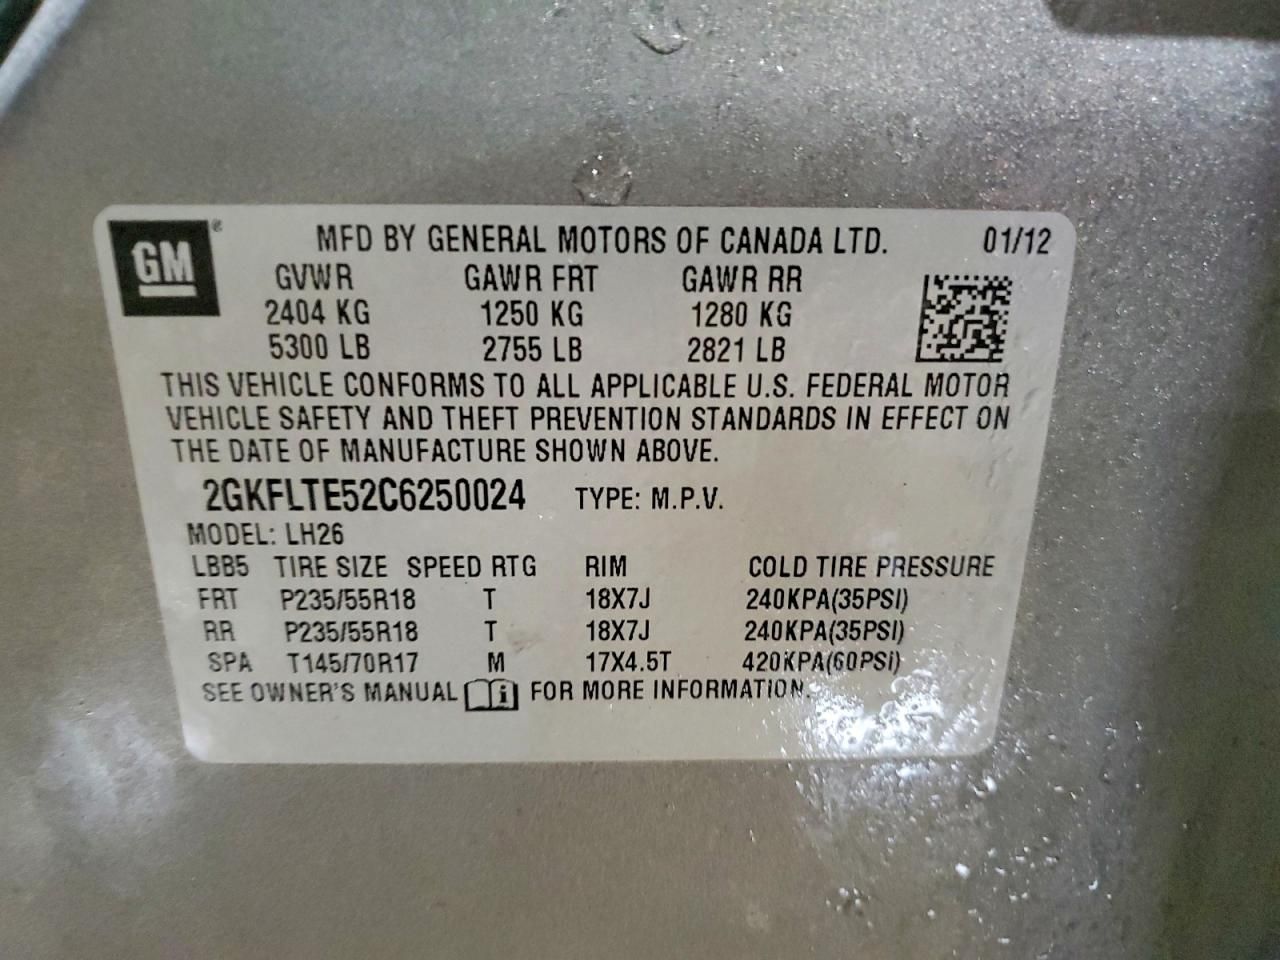 GM ®
MFD BY GENERAL MOTORS OF CANADA LTD. 01/12
GVWR GAWR FRT GAWR RR
2404 KG 1250 KG 1280 KG
5300 LB 2755 LB 2821 LB
THIS VEHICLE CONFORMS TO ALL APPLICABLE U.S. FEDERAL MOTOR
VEHICLE SAFETY AND THEFT PREVENTION STANDARDS IN EFFECT ON
THE DATE OF MANUFACTURE SHOWN ABOVE.
2GKFLTE52C6250024 TYPE: M.P.V.
MODEL: LH26
LBB5 TIRE SIZE SPEED RTG RIM COLD TIRE PRESSURE
FRT P235/55R18 T 18X7J 240KPA(35PSI)
RR P235/55R18 T 18X7J 240KPA(35PSI)
SPA T145/70R17 M 17X4.5T 420KPA(60PSI)
SEE OWNER'S MANUAL i FOR MORE INFORMATION.